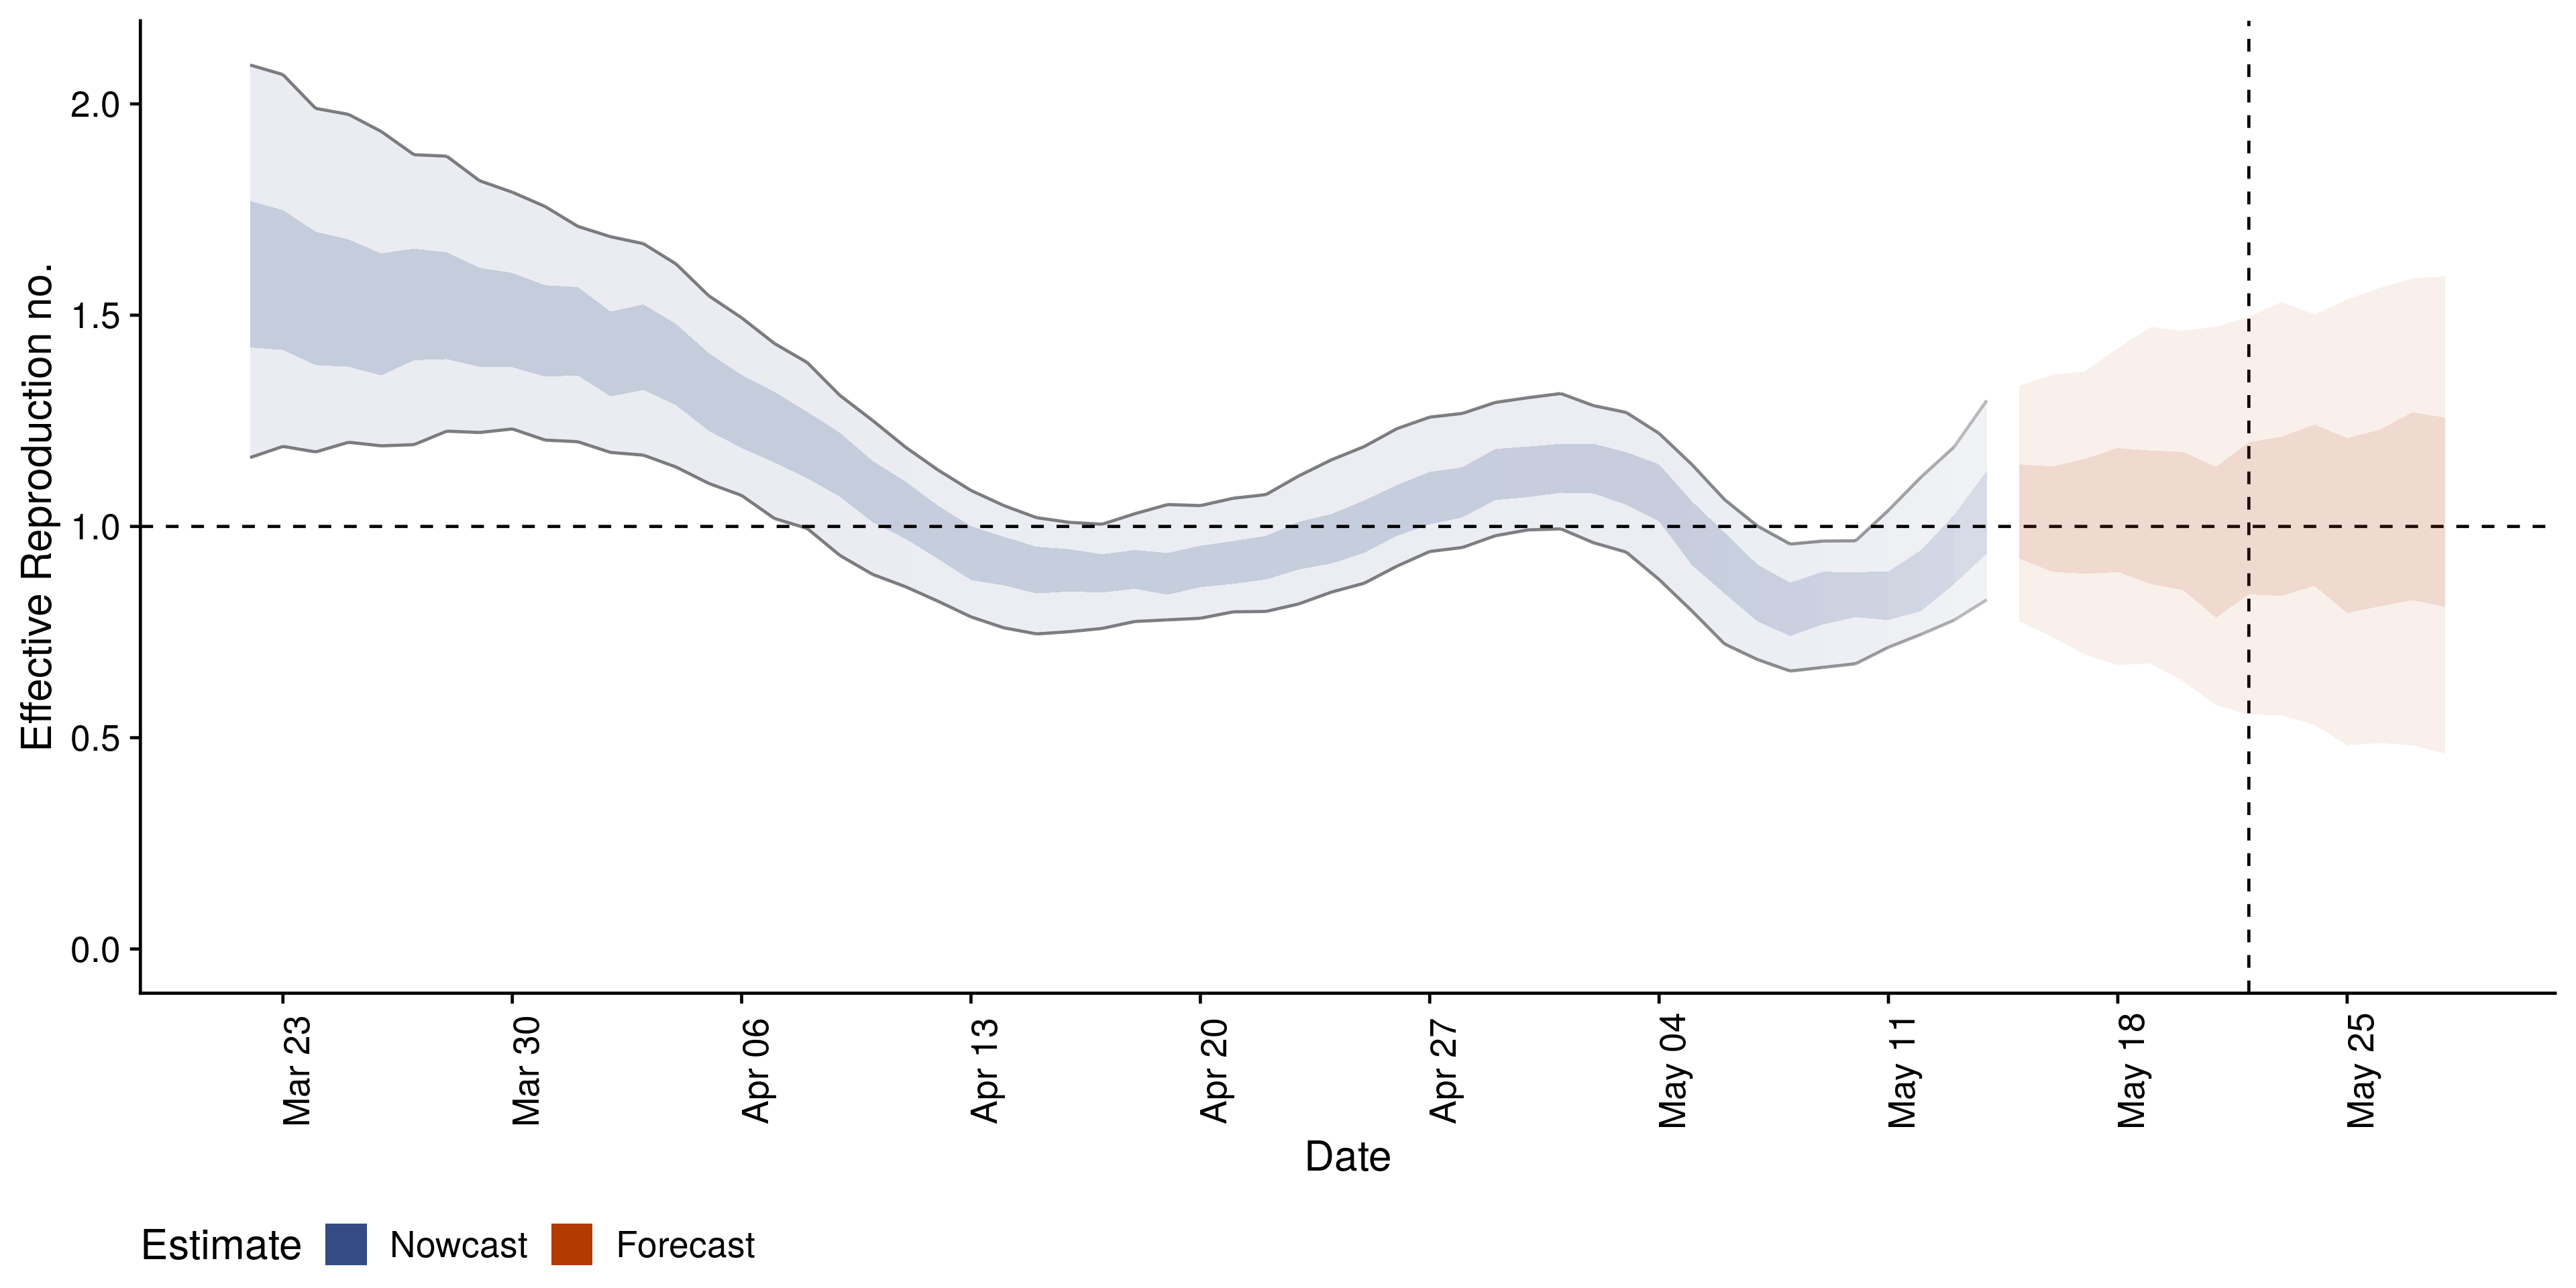 Effective Reproduction no.
2.0
1.5
1.0
0.5
0.0
Mar 23
Mar 30
Apr 06
Apr 13
Apr 20
Apr 27
May 04
May 11
May 18
May 25
Date
Estimate Nowcast Forecast